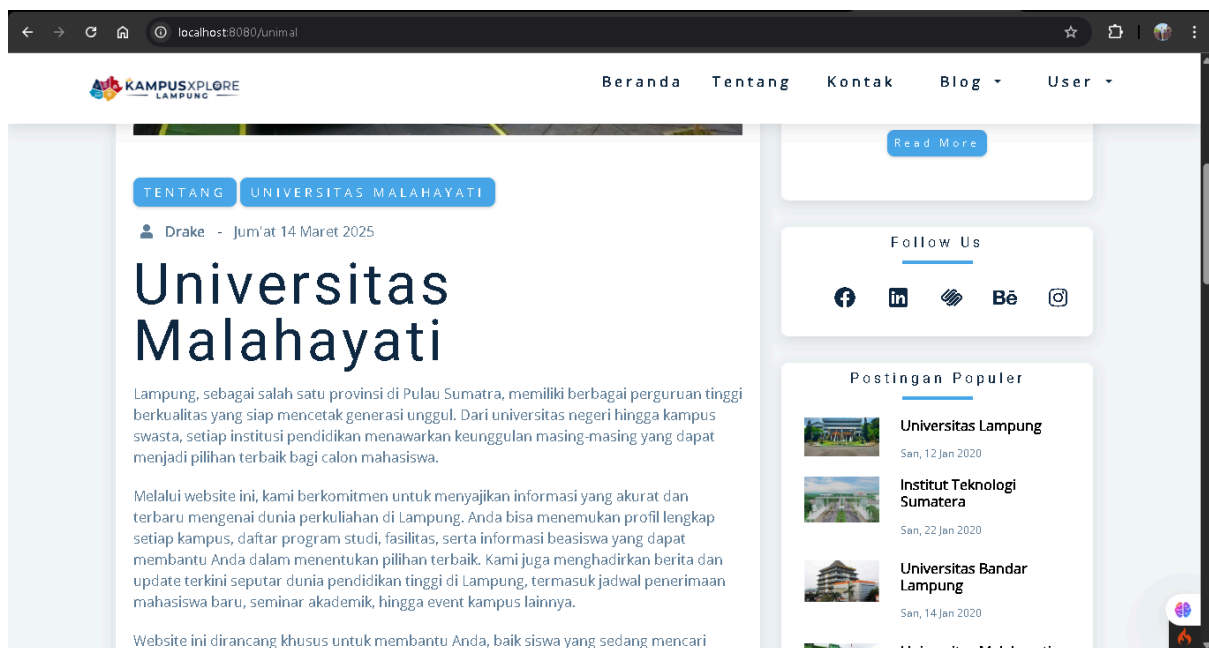 localhost:8080/unimal
KAMPUSXPLORE
LAMPUNG
Beranda Tentang Kontak Blog User
TENTANG UNIVERSITAS MALAHAYATI
Drake - Jum'at 14 Maret 2025
Universitas
Malahayati
Lampung, sebagai salah satu provinsi di Pulau Sumatra, memiliki berbagai perguruan tinggi
berkualitas yang siap mencetak generasi unggul. Dari universitas negeri hingga kampus
swasta, setiap institusi pendidikan menawarkan keunggulan masing-masing yang dapat
menjadi pilihan terbaik bagi calon mahasiswa.
Melalui website ini, kami berkomitmen untuk menyajikan informasi yang akurat dan
terbaru mengenai dunia perkuliahan di Lampung. Anda bisa menemukan profil lengkap
setiap kampus, daftar program studi, fasilitas, serta informasi beasiswa yang dapat
membantu Anda dalam menentukan pilihan terbaik. Kami juga menghadirkan berita dan
update terkini seputar dunia pendidikan tinggi di Lampung, termasuk jadwal penerimaan
mahasiswa baru, seminar akademik, hingga event kampus lainnya.
Website ini dirancang khusus untuk membantu Anda, baik siswa yang sedang mencari
Read More
Follow Us
Bē
Postingan Populer
Universitas Lampung
San, 12 Jan 2020
Institut Teknologi
Sumatera
San, 22 Jan 2020
Universitas Bandar
Lampung
San, 14 Jan 2020